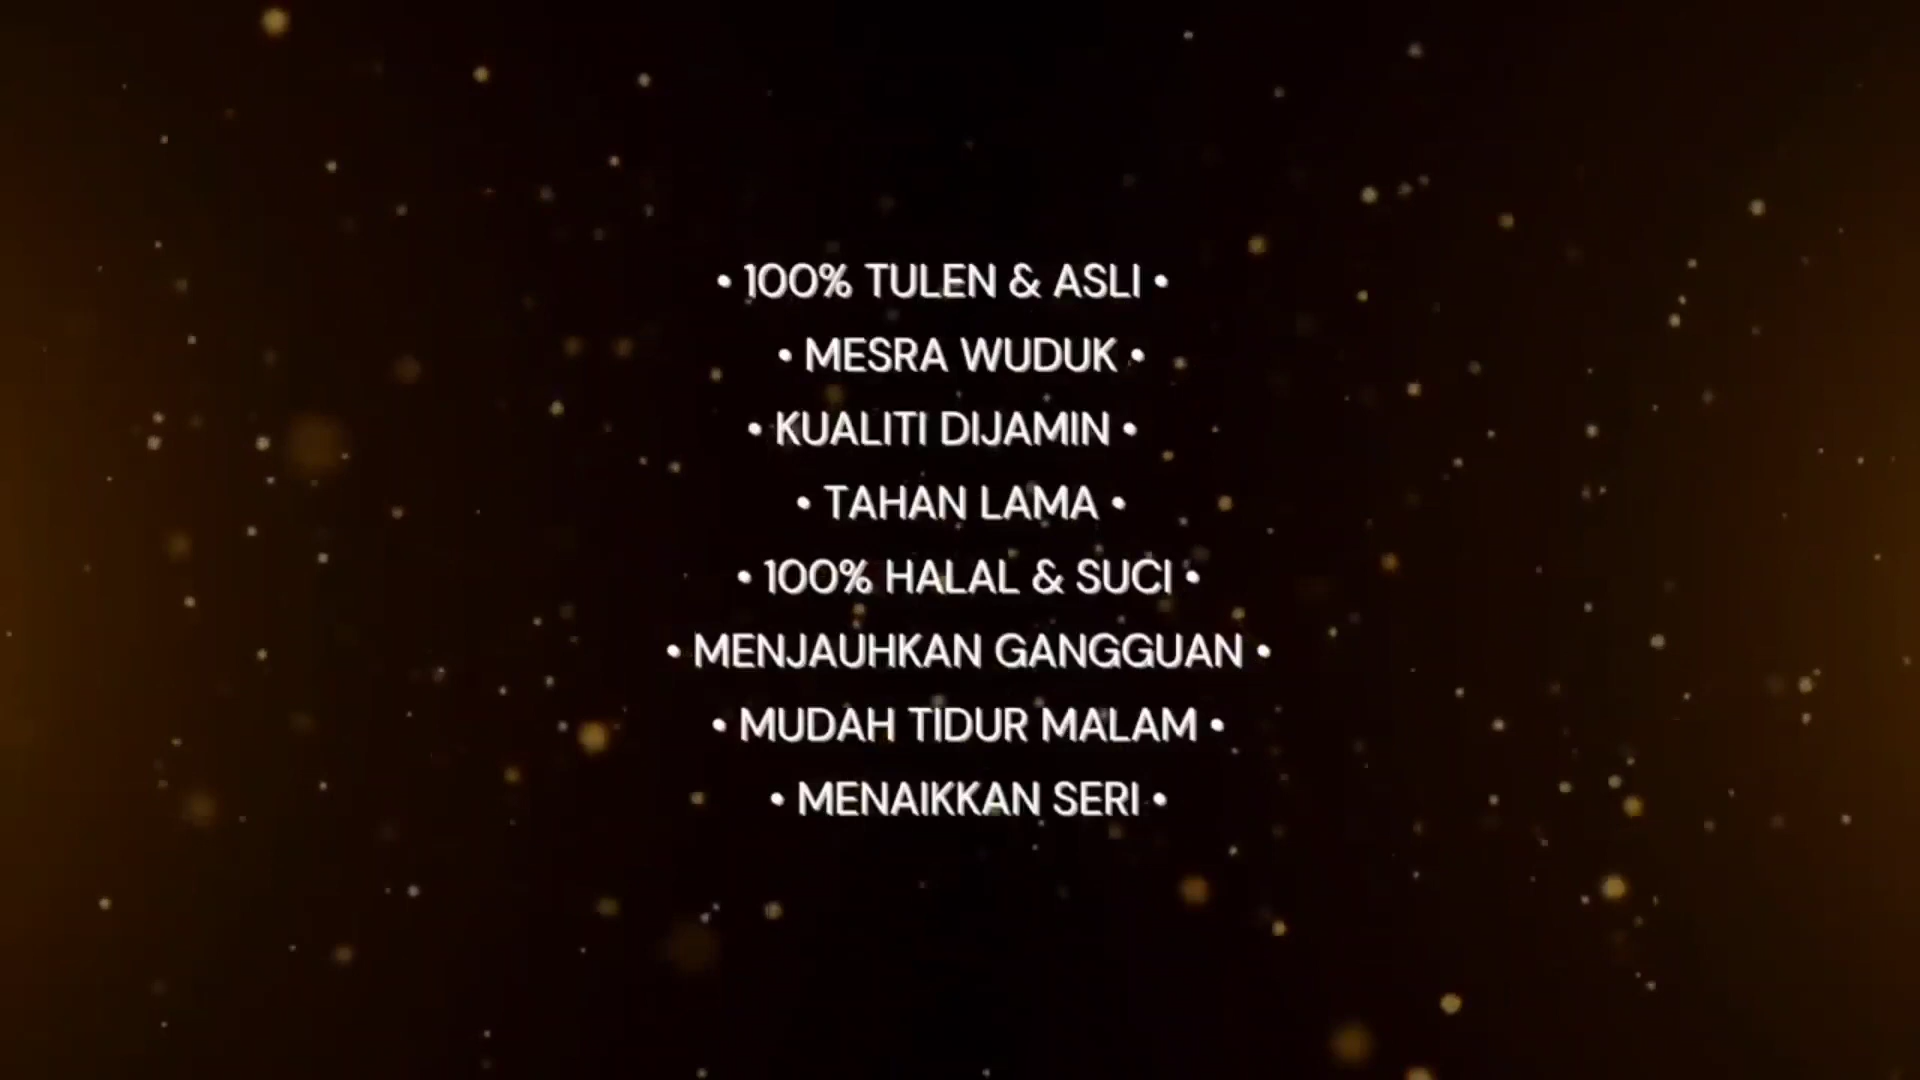 • 100% TULEN & ASLI •
• MESRA WUDUK •
• KUALITI DIJAMIN •
• TAHAN LAMA •
• 100% HALAL & SUCI •
• MENJAUHKAN GANGGUAN •
• MUDAH TIDUR MALAM •
• MENAIKKAN SERI •